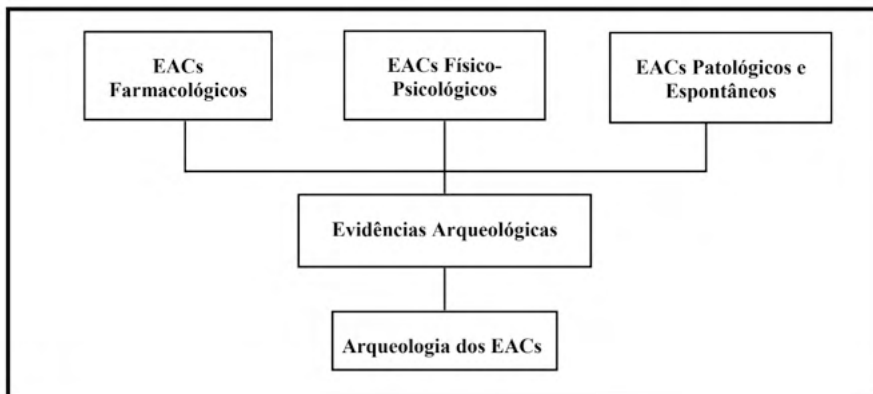 EACs
Farmacológicos
EACs Físico-
Psicológicos
EACs Patológicos e
Espontâneos
Evidências Arqueológicas
Arqueologia dos EACs